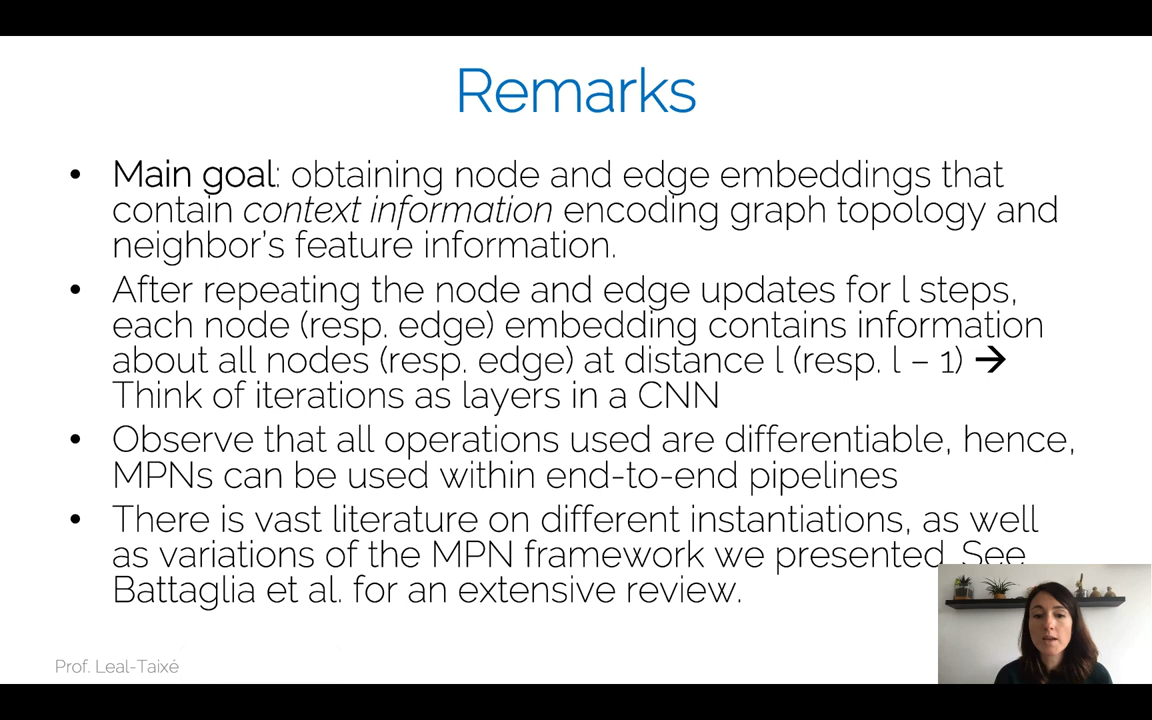 Remarks
• Main goal: obtaining node and edge embeddings that
contain context information encoding graph topology and
neighbor's feature information.
• After repeating the node and edge updates for l steps,
each node (resp. edge) embedding contains information
about all nodes (resp. edge) at distance l (resp. l – 1) →
Think of iterations as layers in a CNN
• Observe that all operations used are differentiable, hence,
MPNs can be used within end-to-end pipelines
• There is vast literature on different instantiations, as well
as variations of the MPN framework we presented. See
Battaglia et al. for an extensive review.
Prof. Leal-Taixé